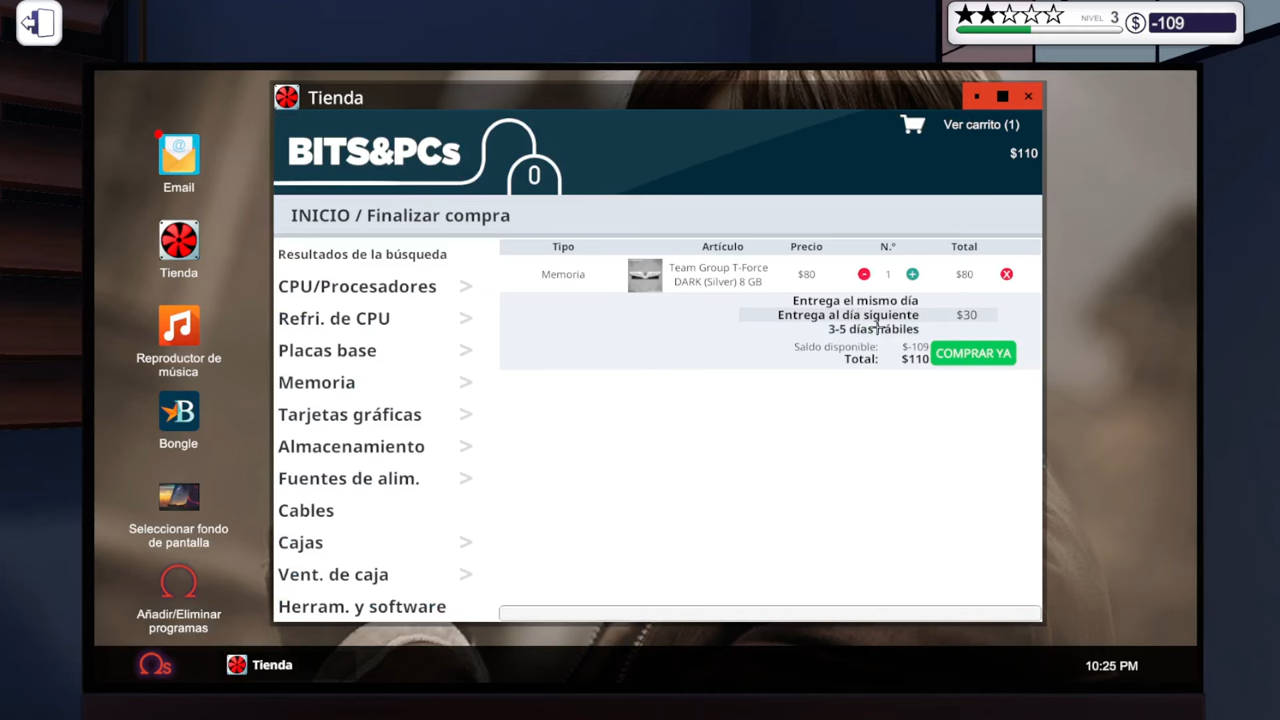 NIVEL 3
$ -109
Tienda
BITS&PCs
Ver carrito (1)
$110
INICIO / Finalizar compra
Resultados de la búsqueda
CPU/Procesadores >
Refri. de CPU >
Placas base >
Memoria >
Tarjetas gráficas >
Almacenamiento >
Fuentes de alim. >
Cables
Cajas >
Vent. de caja >
Herram. y software
Tipo Artículo Precio N.º Total
Memoria Team Group T-Force DARK (Silver) 8 GB $80 1 $80
Entrega el mismo día
Entrega al día siguiente $30
3-5 días hábiles
Saldo disponible: $-109
Total: $110
COMPRAR YA
Email
Tienda
Reproductor de
música
Bongle
Seleccionar fondo
de pantalla
Añadir/Eliminar
programas
Ωs
Tienda
10:25 PM